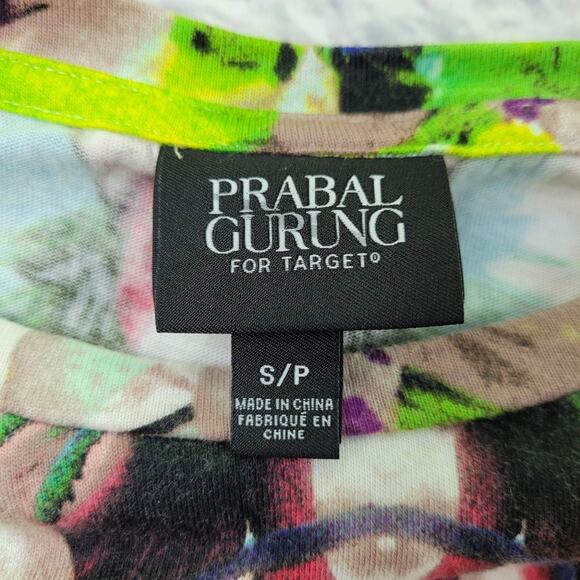 PRABAL
GURUNG
FOR TARGET®
S/P
MADE IN CHINA
FABRIQUÉ EN
CHINE